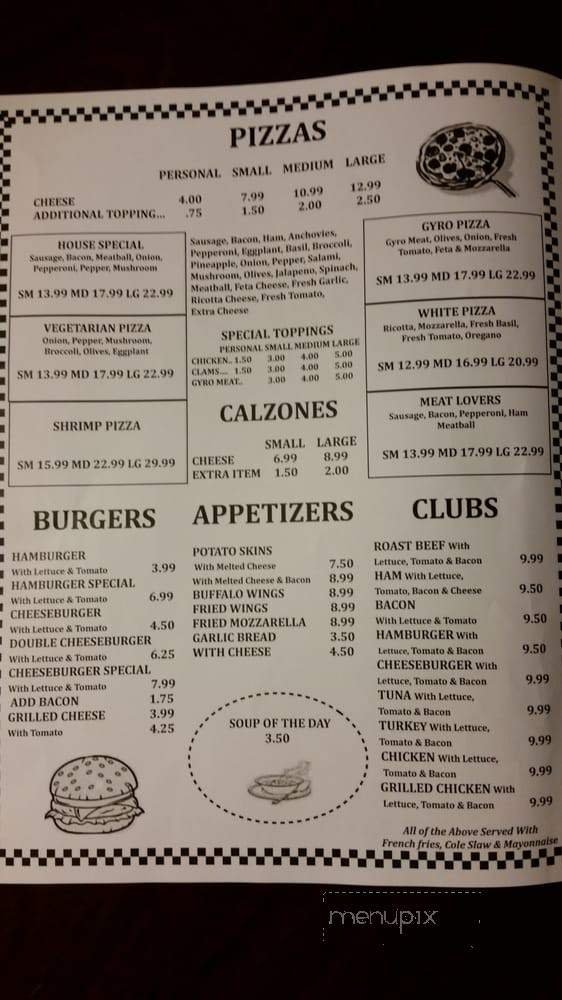 PIZZAS
PERSONAL SMALL MEDIUM LARGE
CHEESE 4.00 7.99 10.99 12.99
ADDITIONAL TOPPING... .75 1.50 2.00 2.50
HOUSE SPECIAL
Sausage, Bacon, Meatball, Onion,
Pepperoni, Pepper, Mushroom
SM 13.99 MD 17.99 LG 22.99
VEGETARIAN PIZZA
Onion, Pepper, Mushroom,
Broccoli, Olives, Eggplant
SM 13.99 MD 17.99 LG 22.99
SHRIMP PIZZA
SM 15.99 MD 22.99 LG 29.99
Sausage, Bacon, Ham, Anchovies,
Pepperoni, Eggplant, Basil, Broccoli,
Pineapple, Onion, Pepper, Salami,
Mushroom, Olives, Jalapeno, Spinach,
Meatball, Feta Cheese, Fresh Garlic,
Ricotta Cheese, Fresh Tomato,
Extra Cheese
SPECIAL TOPPINGS
PERSONAL SMALL MEDIUM LARGE
CHICKEN.. 1.50 3.00 4.00 5.00
CLAMS.... 1.50 3.00 4.00 5.00
GYRO MEAT.. 3.00 4.00 5.00
CALZONES
SMALL LARGE
CHEESE 6.99 8.99
EXTRA ITEM 1.50 2.00
GYRO PIZZA
Gyro Meat, Olives, Onion, Fresh
Tomato, Feta & Mozzarella
SM 13.99 MD 17.99 LG 22.99
WHITE PIZZA
Ricotta, Mozzarella, Fresh Basil,
Fresh Tomato, Oregano
SM 12.99 MD 16.99 LG 20.99
MEAT LOVERS
Sausage, Bacon, Pepperoni, Ham
Meatball
SM 13.99 MD 17.99 LG 22.99
BURGERS
HAMBURGER
With Lettuce & Tomato 3.99
HAMBURGER SPECIAL
With Lettuce & Tomato 6.99
CHEESEBURGER
With Lettuce & Tomato 4.50
DOUBLE CHEESEBURGER
With Lettuce & Tomato 6.25
CHEESEBURGER SPECIAL
With Lettuce & Tomato 7.99
ADD BACON 1.75
GRILLED CHEESE 3.99
With Tomato 4.25
APPETIZERS
POTATO SKINS
With Melted Cheese 7.50
With Melted Cheese & Bacon 8.99
BUFFALO WINGS 8.99
FRIED WINGS 8.99
FRIED MOZZARELLA 8.99
GARLIC BREAD 3.50
WITH CHEESE 4.50
SOUP OF THE DAY
3.50
CLUBS
ROAST BEEF With
Lettuce, Tomato & Bacon 9.99
HAM With Lettuce,
Tomato, Bacon & Cheese 9.50
BACON
With Lettuce & Tomato 9.50
HAMBURGER With
Lettuce, Tomato & Bacon 9.50
CHEESEBURGER With
Lettuce, Tomato & Bacon 9.99
TUNA With Lettuce,
Tomato & Bacon 9.99
TURKEY With Lettuce,
Tomato & Bacon 9.99
CHICKEN With Lettuce,
Tomato & Bacon 9.99
GRILLED CHICKEN With
Lettuce, Tomato & Bacon 9.99
All of the Above Served With
French fries, Cole Slaw & Mayonnaise
menupix